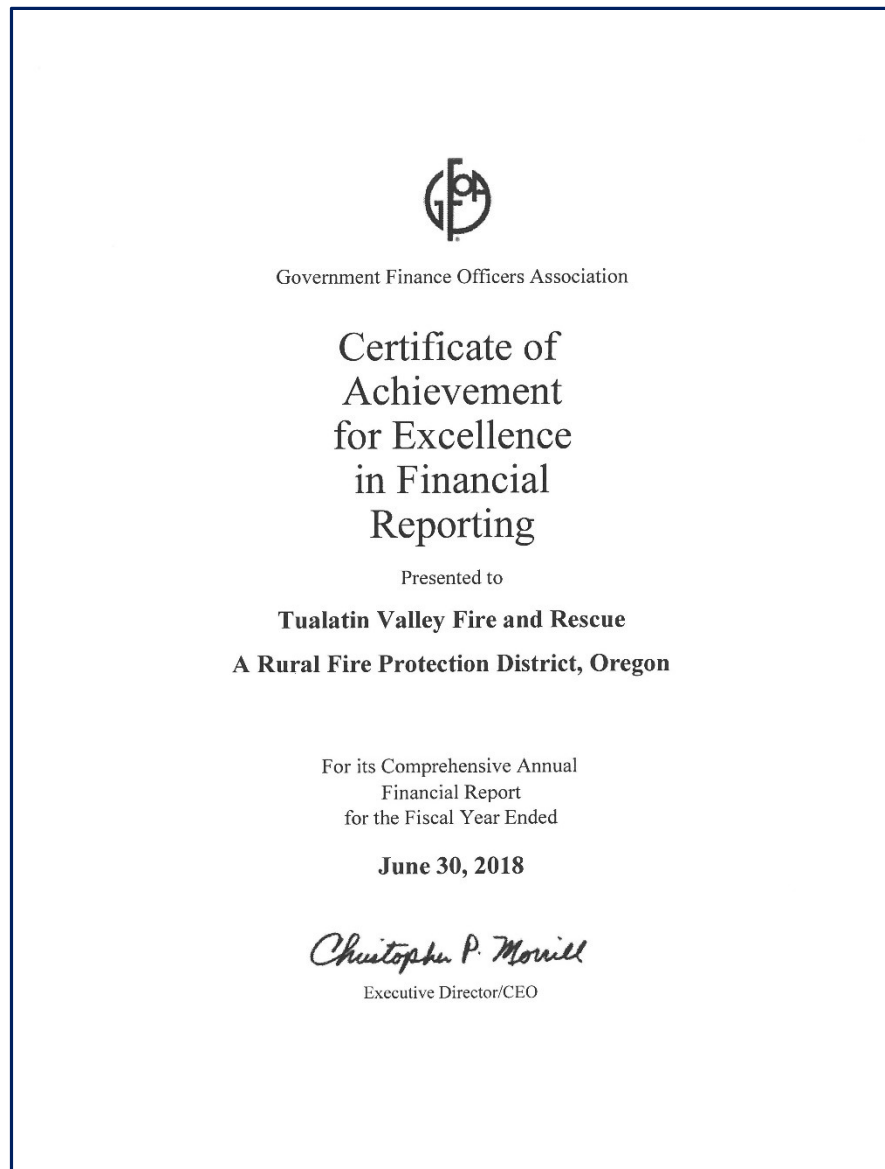 GFOA
Government Finance Officers Association
Certificate of
Achievement
for Excellence
in Financial
Reporting
Presented to
Tualatin Valley Fire and Rescue
A Rural Fire Protection District, Oregon
For its Comprehensive Annual
Financial Report
for the Fiscal Year Ended
June 30, 2018
Christopher P. Morrill
Executive Director/CEO